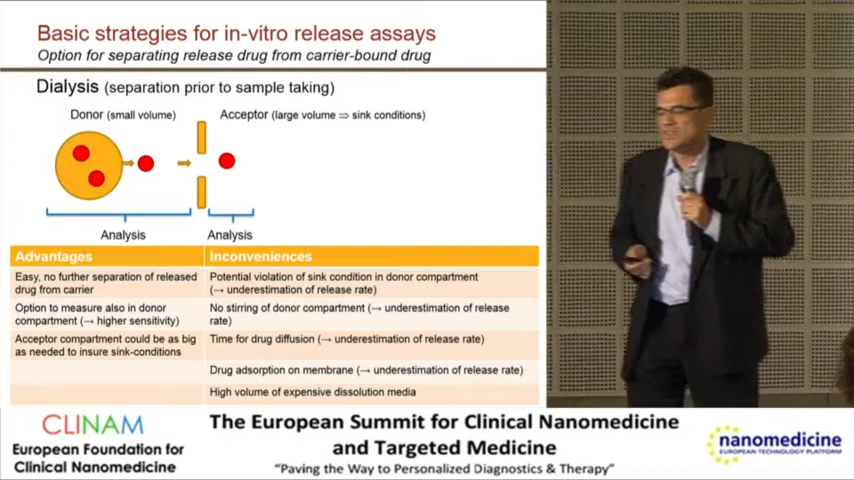 Basic strategies for in-vitro release assays
Option for separating release drug from carrier-bound drug
Dialysis (separation prior to sample taking)
Donor (small volume)
Acceptor (large volume ⇒ sink conditions)
Analysis
Analysis
Advantages
Inconveniences
Easy, no further separation of released
drug from carrier
Potential violation of sink condition in donor compartment
(→ underestimation of release rate)
Option to measure also in donor
compartment (→ higher sensitivity)
No stirring of donor compartment (→ underestimation of release
rate)
Acceptor compartment could be as big
as needed to insure sink-conditions
Time for drug diffusion (→ underestimation of release rate)
Drug adsorption on membrane (→ underestimation of release rate)
High volume of expensive dissolution media
CLINAM
European Foundation for
Clinical Nanomedicine
The European Summit for Clinical Nanomedicine
and Targeted Medicine
"Paving the Way to Personalized Diagnostics & Therapy"
nanomedicine
EUROPEAN TECHNOLOGY PLATFORM